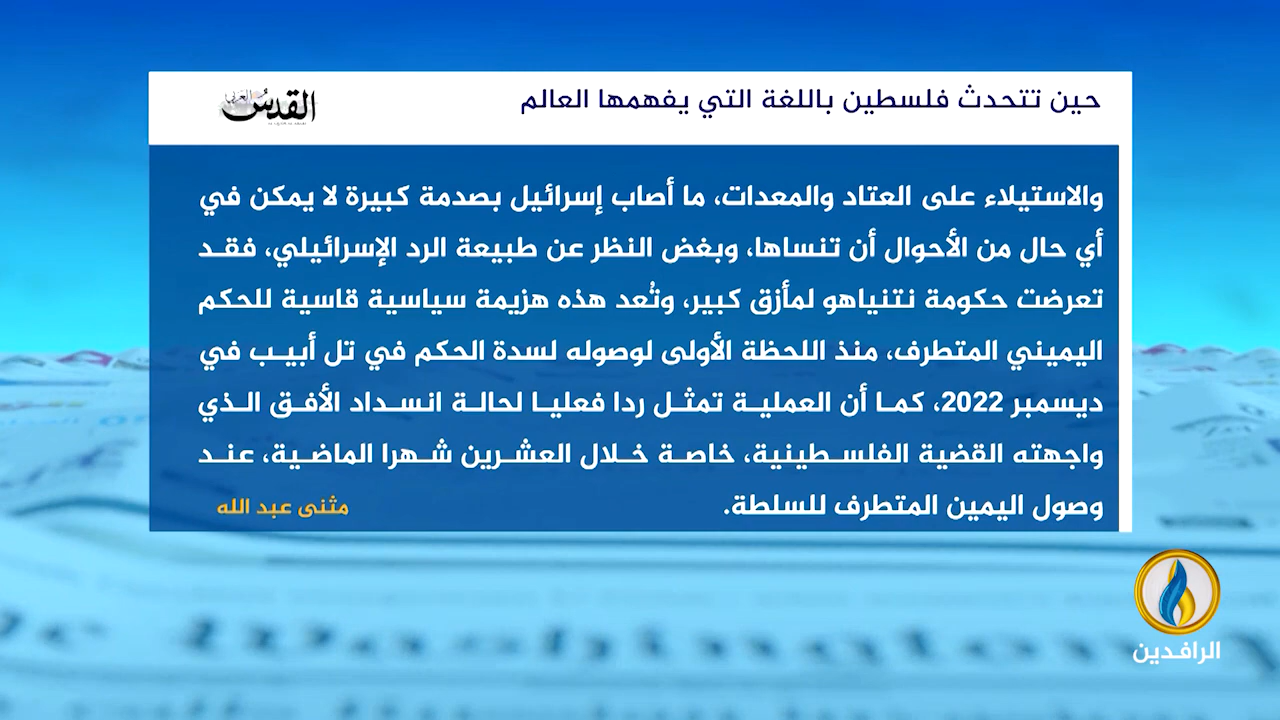 حين تتحدث فلسطين باللغة التي يفهمها العالم
القدس العربي
والاستيلاء على العتاد والمعدات، ما أصاب إسرائيل بصدمة كبيرة لا يمكن في
أي حال من الأحوال أن تنساها، وبغض النظر عن طبيعة الرد الإسرائيلي، فقد
تعرضت حكومة نتنياهو لمأزق كبير، وتُعد هذه هزيمة سياسية قاسية للحكم
اليميني المتطرف، منذ اللحظة الأولى لوصوله لسدة الحكم في تل أبيب في
ديسمبر 2022، كما أن العملية تمثل ردا فعليا لحالة انسداد الأفق الذي
واجهته القضية الفلسطينية، خاصة خلال العشرين شهرا الماضية، عند
وصول اليمين المتطرف للسلطة.
مثنى عبد الله
الرافدين